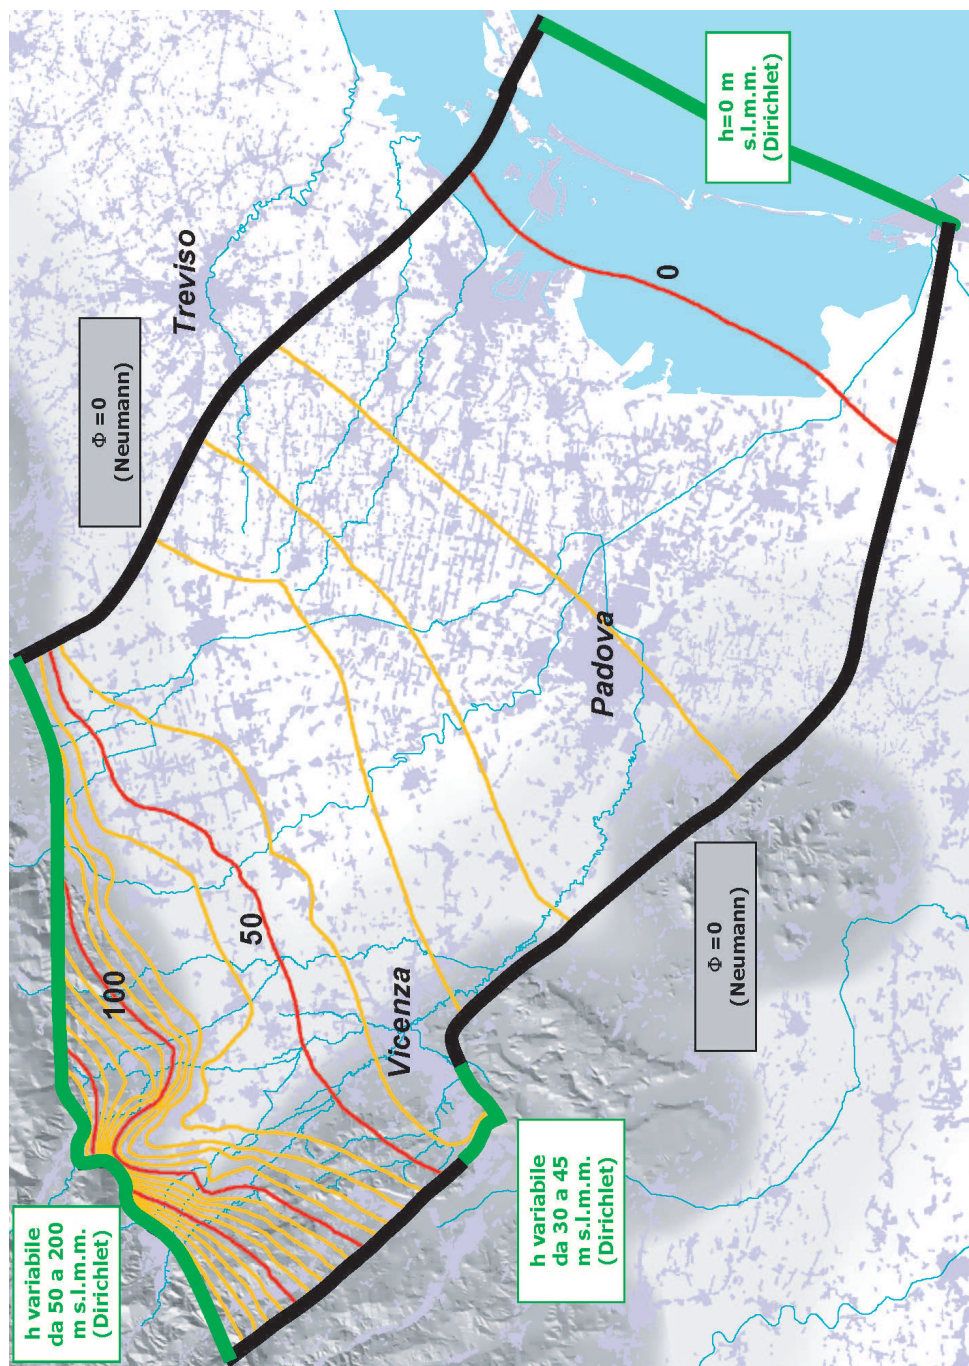 h variabile
da 50 a 200
m s.l.m.m.
(Dirichlet)
100
50
Vicenza
h variabile
da 30 a 45
m s.l.m.m.
(Dirichlet)
Φ =0
(Neumann)
Treviso
Padova
Φ =0
(Neumann)
0
h=0 m
s.l.m.m.
(Dirichlet)